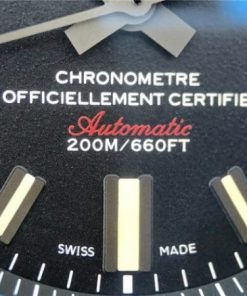 CHRONOMETRE
OFFICIELLEMENT CERTIFIE
Automatic
200M/660FT
SWISS MADE